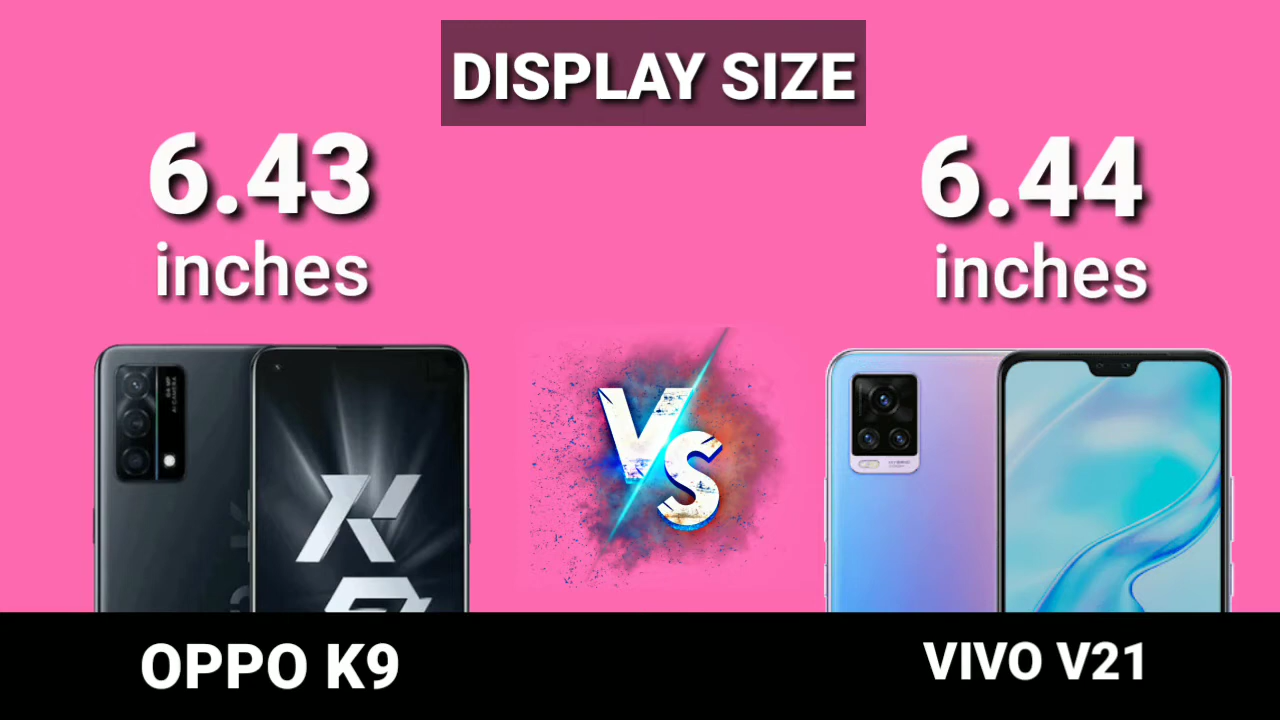 DISPLAY SIZE
6.43
inches
6.44
inches
VS
K
OPPO K9
VIVO V21